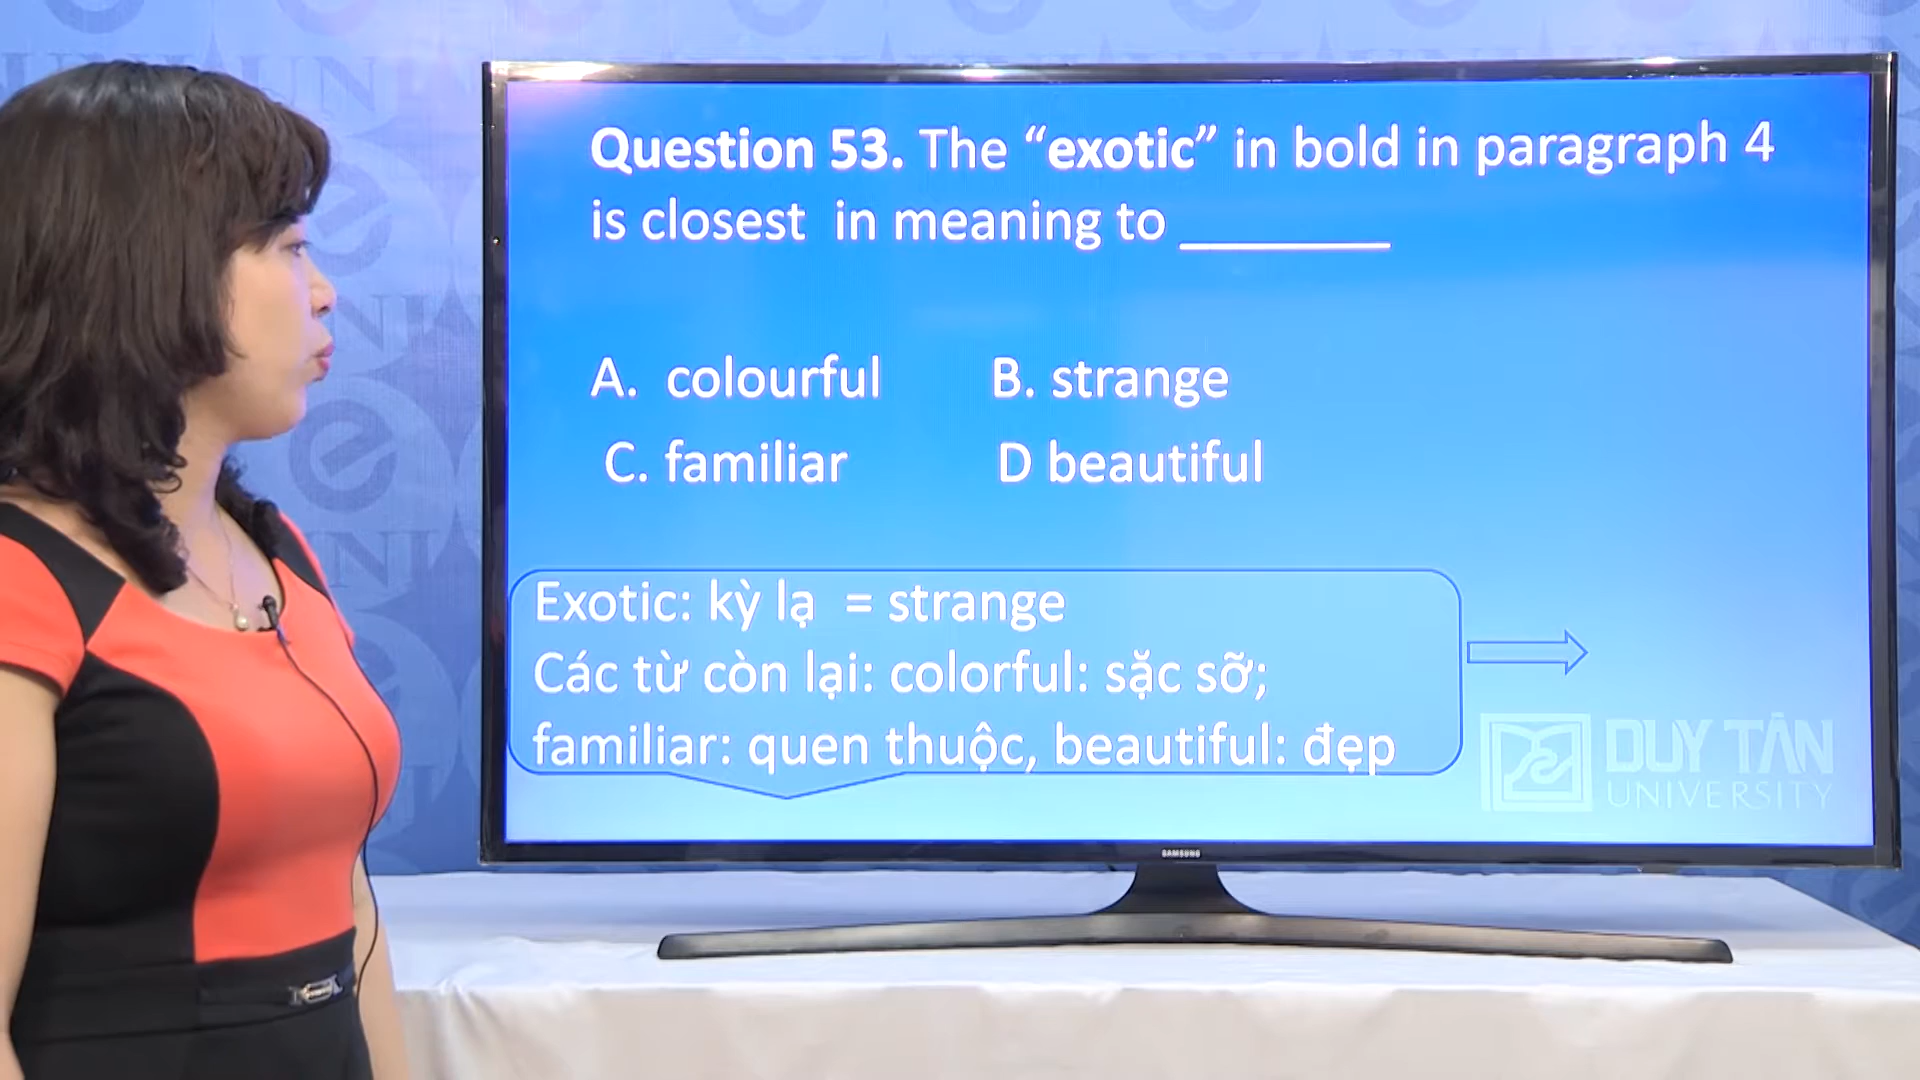 Question 53. The “exotic” in bold in paragraph 4
is closest in meaning to ________
A. colourful B. strange
C. familiar D beautiful
Exotic: kỳ lạ = strange
Các từ còn lại: colorful: sặc sỡ;
familiar: quen thuộc, beautiful: đẹp
DUY TÂN
UNIVERSITY
SAMSUNG